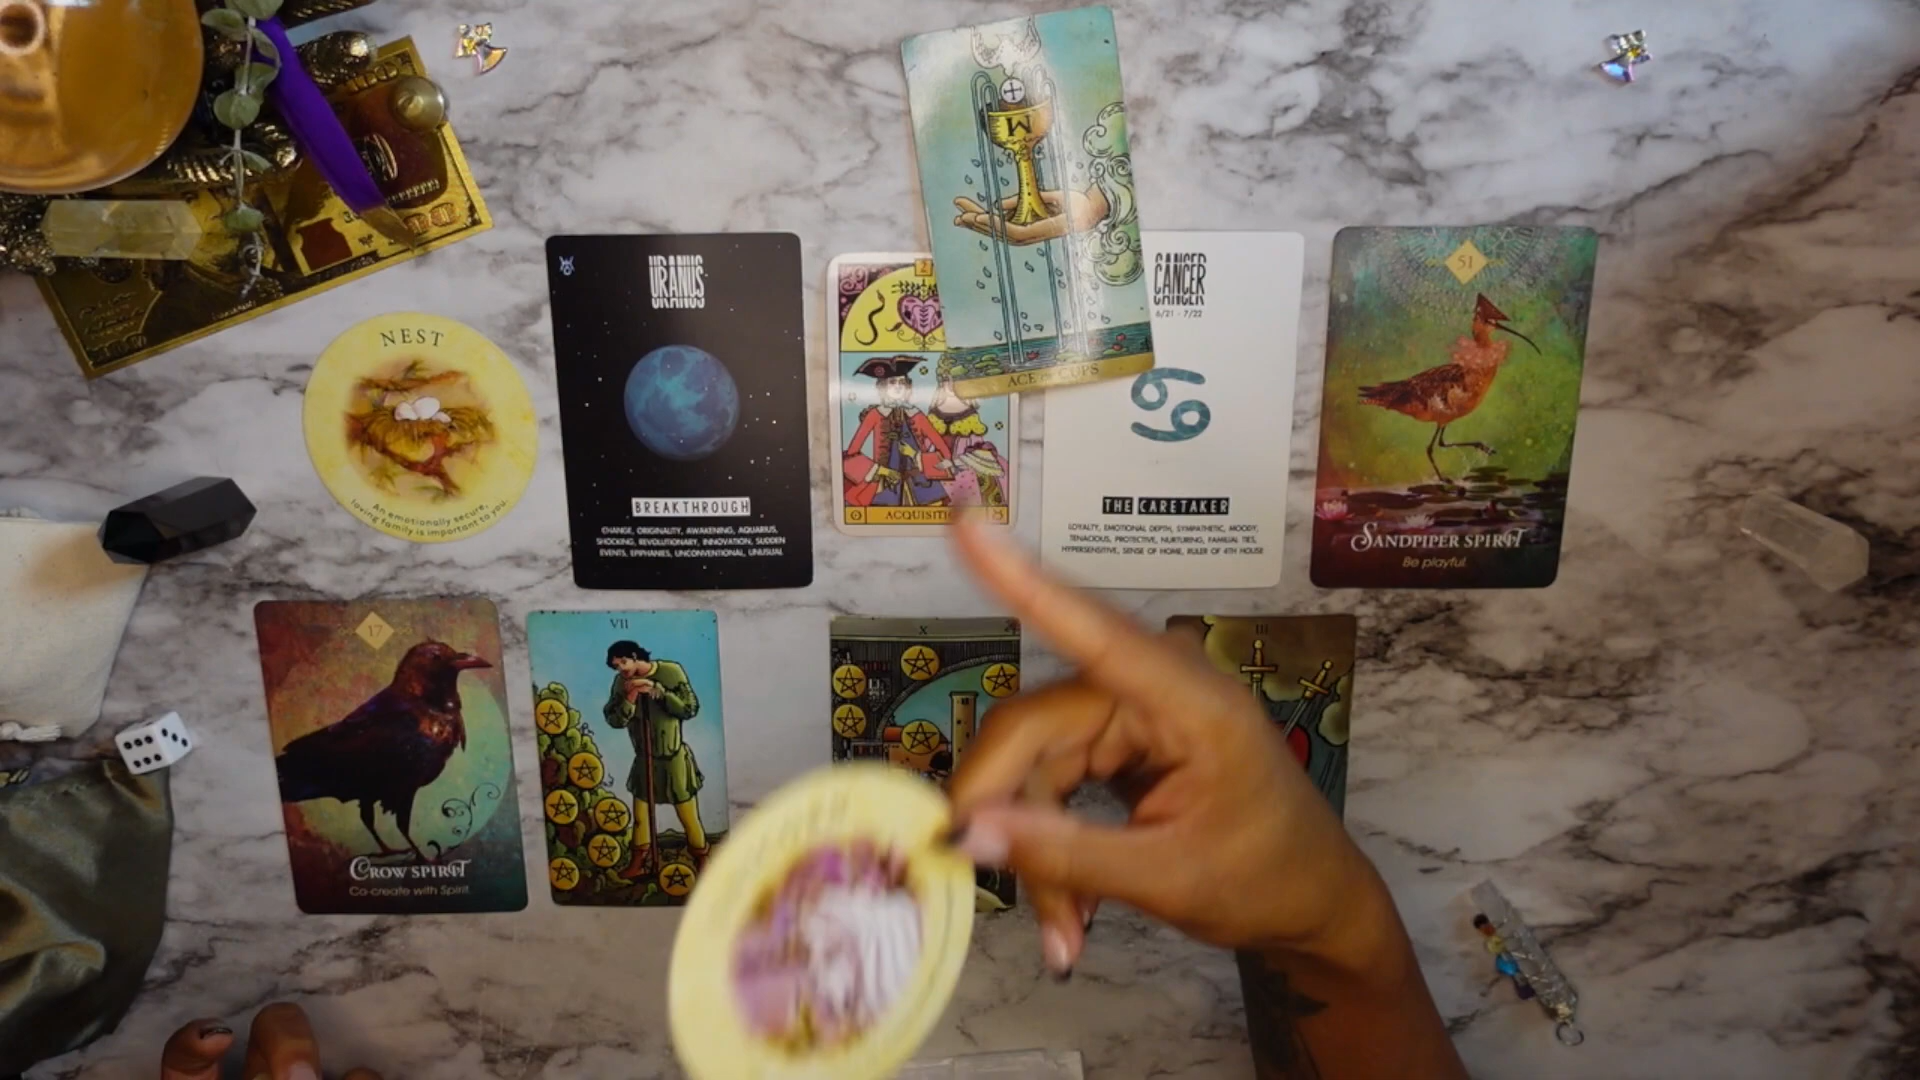 ACE OF CUPS
NEST
An emotionally secure,
loving family is important to you.
URANUS
BREAKTHROUGH
CHANGE, ORIGINALITY, AWAKENING, AQUARIUS,
SHOCKING, REVOLUTIONARY, INNOVATION, SUDDEN
EVENTS, EPIPHANIES, UNCONVENTIONAL, UNUSUAL
2
CANCER
6/21 - 7/22
THE CARETAKER
LOYALTY, EMOTIONAL DEPTH, SYMPATHETIC, MOODY,
TENACIOUS, PROTECTIVE, NURTURING, FAMILIAL TIES,
HYPERSENSITIVE, SENSE OF HOME, RULER OF 4TH HOUSE
51
SANDPIPER SPIRIT
Be playful.
17
CROW SPIRIT
Co-create with Spirit.
VII
X
III